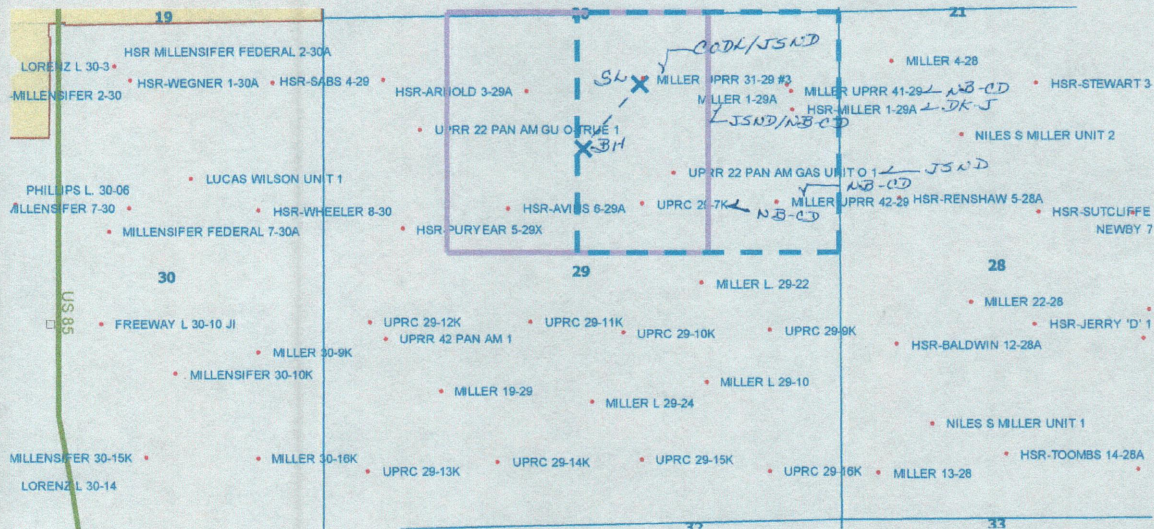 19
20
21
HSR MILLENSIFER FEDERAL 2-30A
CODL/JSND
LORENZ L 30-3
HSR-WEGNER 1-30A
HSR-SABS 4-29
SL
MILLER UPRR 31-29 #3
MILLER 4-28
-MILLENSIFER 2-30
HSR-ARNOLD 3-29A
MILLER UPRR 41-29
NB-CD
HSR-STEWART 3
MILLER 1-29A
HSR-MILLER 1-29A
DK-J
JSND/NB-CD
UPRR 22 PAN AM GU O TRUE 1
BH
NILES S MILLER UNIT 2
UPRR 22 PAN AM GAS UNIT O 1
JSND
LUCAS WILSON UNIT 1
NB-CD
PHILLIPS L. 30-06
MILLENSIFER 7-30
HSR-WHEELER 8-30
HSR-AVIES 6-29A
UPRC 29-7K
NB-CD
MILLER UPRR 42-29
HSR-RENSHAW 5-28A
HSR-SUTCLIFFE
MILLENSIFER FEDERAL 7-30A
HSR-PURYEAR 5-29X
NEWBY 7
30
29
28
MILLER L. 29-22
MILLER 22-28
US 85
FREEWAY L 30-10 JI
UPRC 29-12K
UPRC 29-11K
UPRC 29-10K
UPRC 29-9K
HSR-JERRY 'D' 1
UPRR 42 PAN AM 1
MILLER 30-9K
HSR-BALDWIN 12-28A
MILLENSIFER 30-10K
MILLER L 29-10
MILLER 19-29
MILLER L 29-24
NILES S MILLER UNIT 1
MILLENSIFER 30-15K
MILLER 30-16K
UPRC 29-13K
UPRC 29-14K
UPRC 29-15K
UPRC 29-16K
MILLER 13-28
HSR-TOOMBS 14-28A
LORENZ L 30-14
32
33